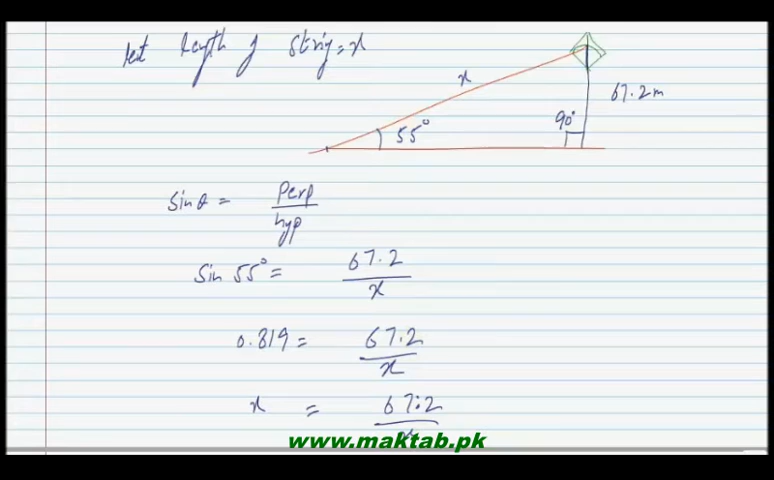 let length of string = x
x
67.2m
90°
55°
sin θ = Perp / hyp
sin 55° = 67.2 / x
0.819 = 67.2 / x
x = 67.2
www.maktab.pk